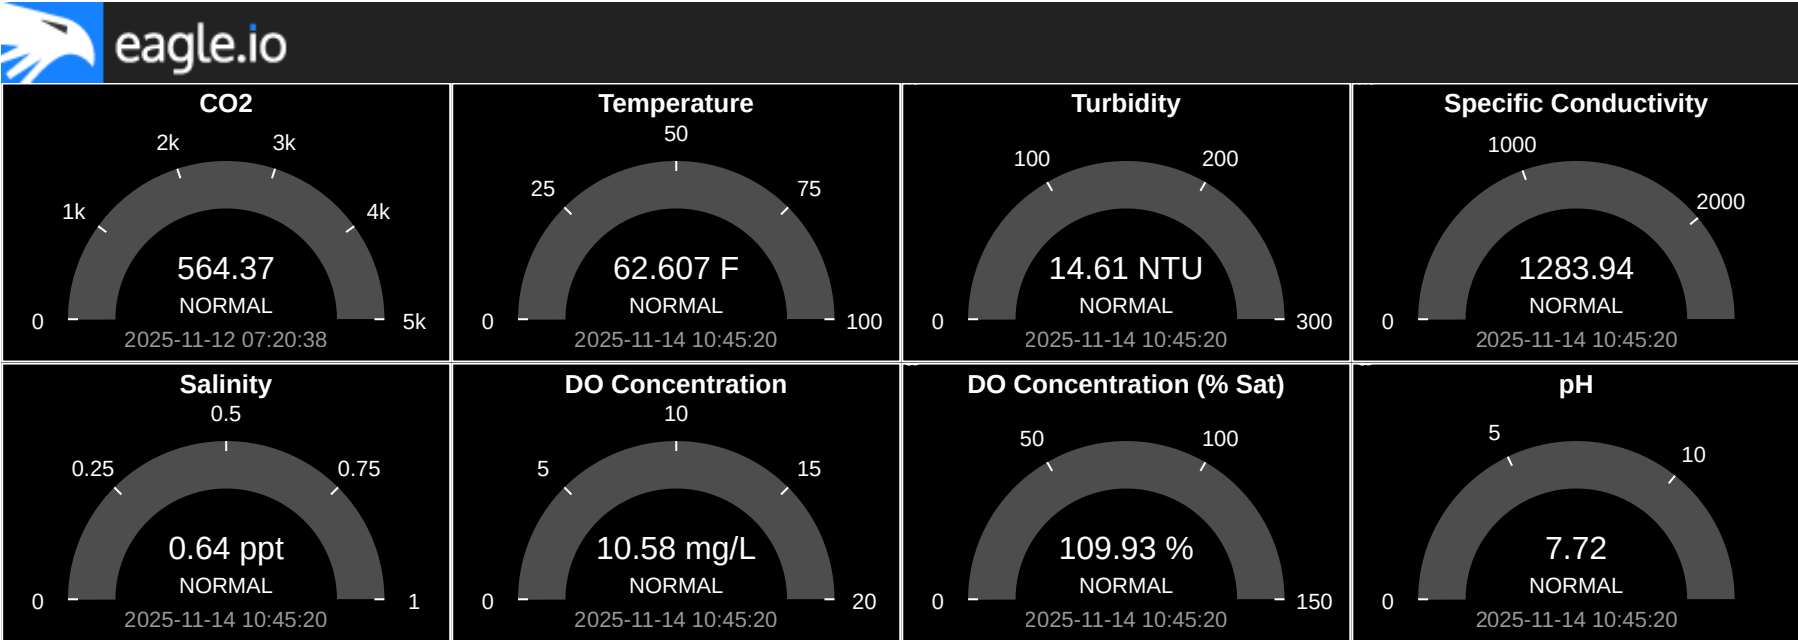 eagle.io
CO2
2k
3k
1k
4k
564.37
NORMAL
0
5k
2025-11-12 07:20:38
Temperature
50
25
75
62.607 F
NORMAL
0
100
2025-11-14 10:45:20
Turbidity
100
200
14.61 NTU
NORMAL
0
300
2025-11-14 10:45:20
Specific Conductivity
1000
2000
1283.94
NORMAL
0
2025-11-14 10:45:20
Salinity
0.5
0.25
0.75
0.64 ppt
NORMAL
0
1
2025-11-14 10:45:20
DO Concentration
10
5
15
10.58 mg/L
NORMAL
0
20
2025-11-14 10:45:20
DO Concentration (% Sat)
50
100
109.93 %
NORMAL
0
150
2025-11-14 10:45:20
pH
5
10
7.72
NORMAL
0
2025-11-14 10:45:20